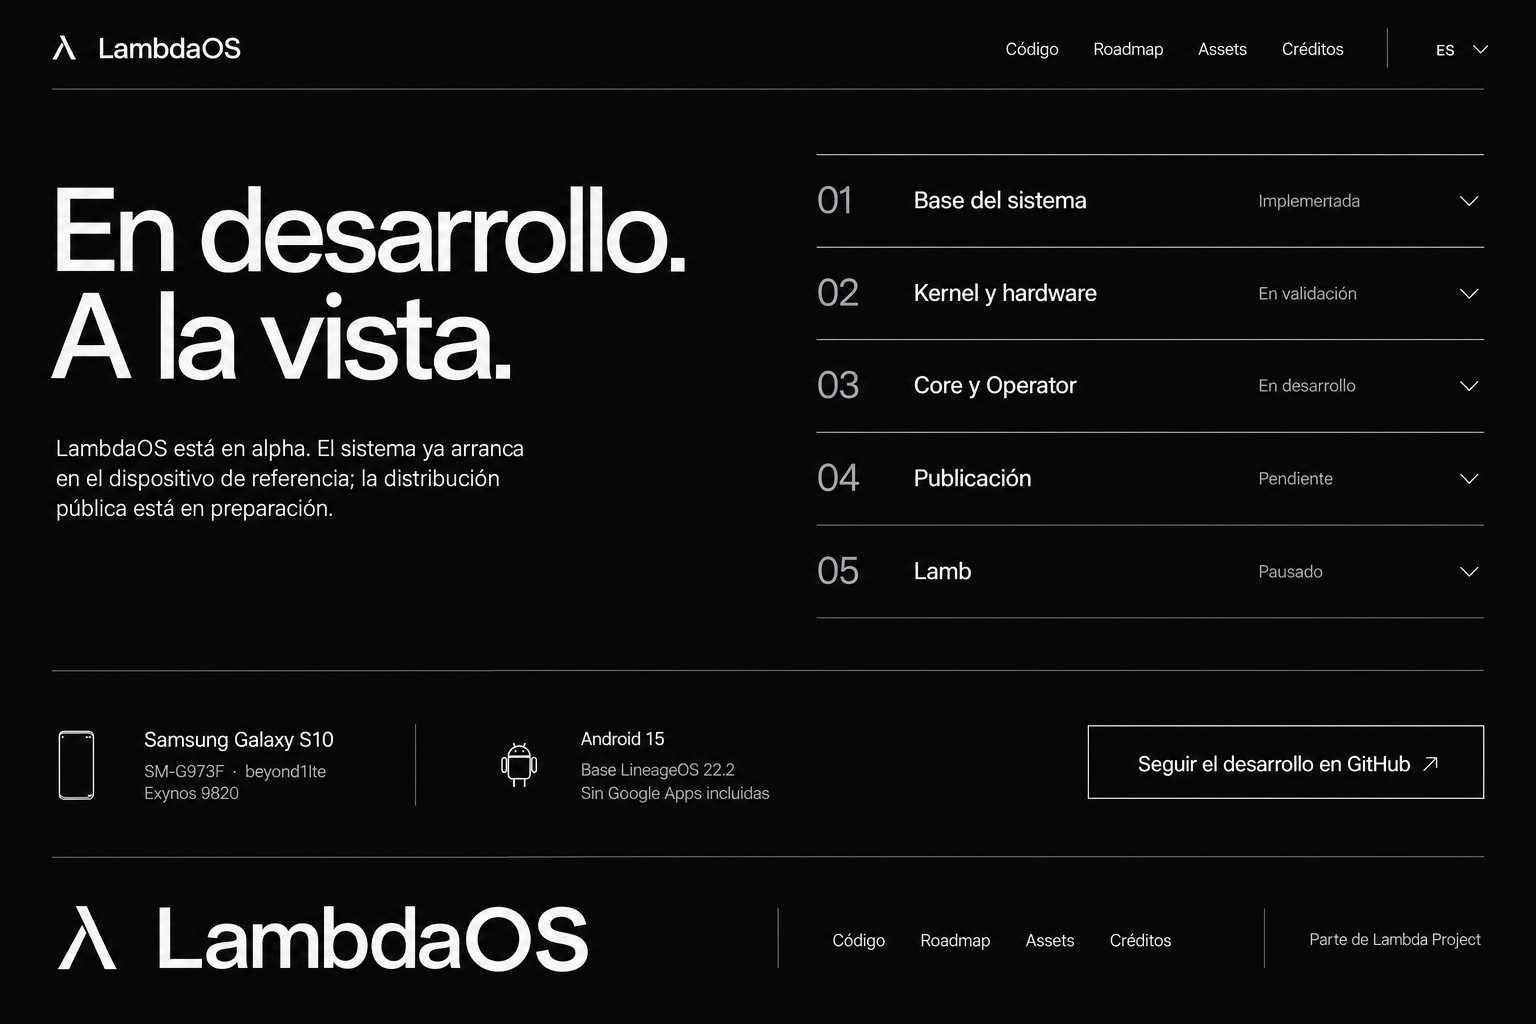 λ LambdaOS
Código Roadmap Assets Créditos ES
En desarrollo.
A la vista.
LambdaOS está en alpha. El sistema ya arranca
en el dispositivo de referencia; la distribución
pública está en preparación.
01 Base del sistema Implemertada
02 Kernel y hardware En validación
03 Core y Operator En desarrollo
04 Publicación Pendiente
05 Lamb Pausado
Samsung Galaxy S10
SM-G973F · beyond1lte
Exynos 9820
Android 15
Base LineageOS 22.2
Sin Google Apps incluidas
Seguir el desarrollo en GitHub ↗
λ LambdaOS
Código Roadmap Assets Créditos
Parte de Lambda Project